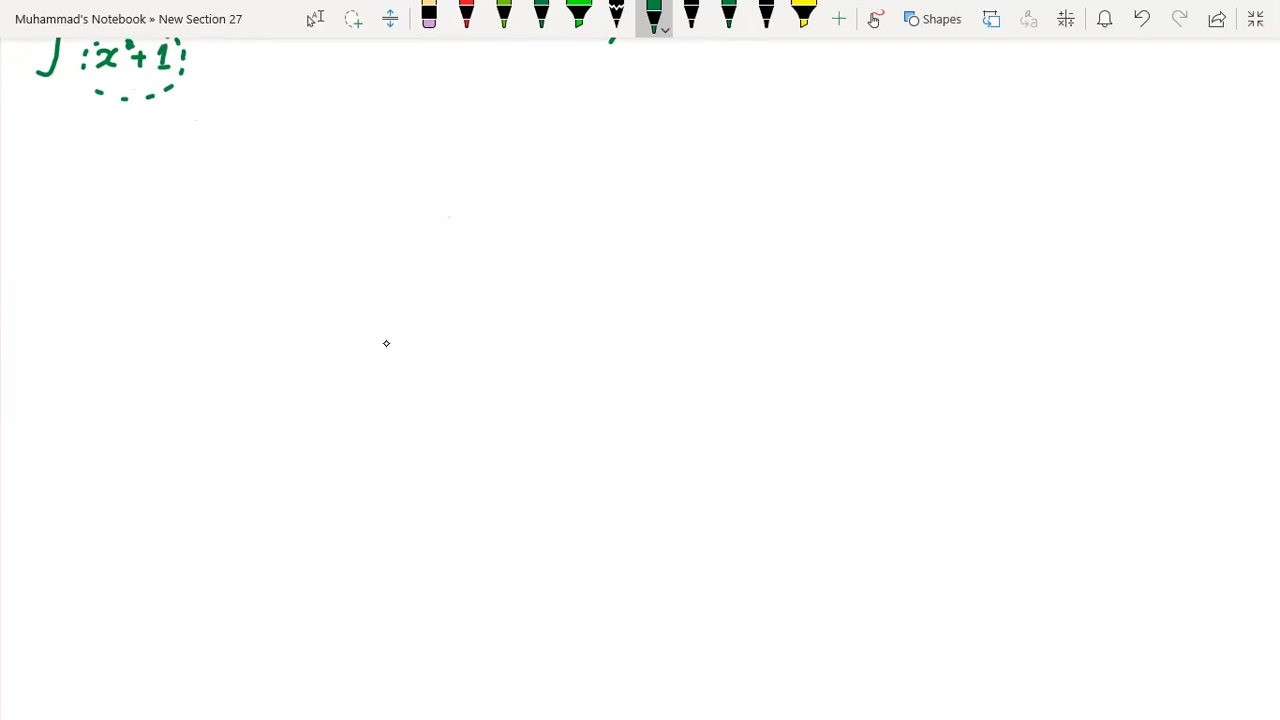 Muhammad's Notebook » New Section 27
Shapes
∫ x²+1